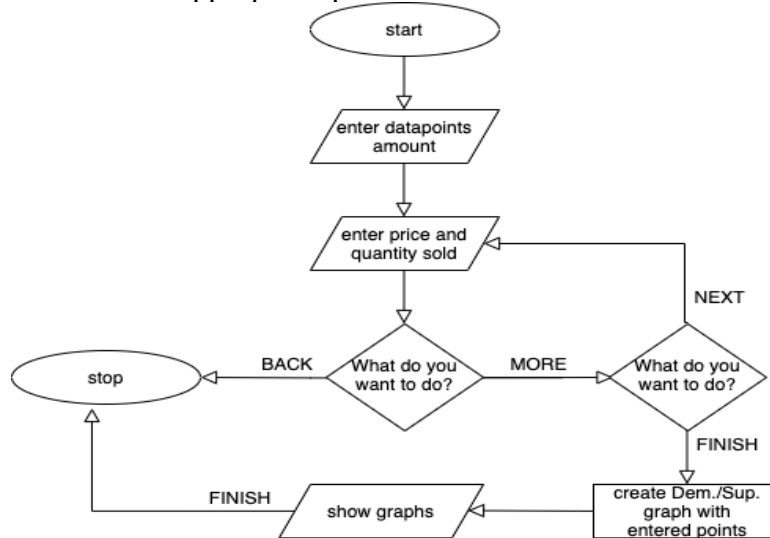 start
enter datapoints
amount
enter price and
quantity sold
NEXT
What do you
want to do?
MORE
What do you
want to do?
BACK
stop
FINISH
create Dem./Sup.
graph with
entered points
show graphs
FINISH